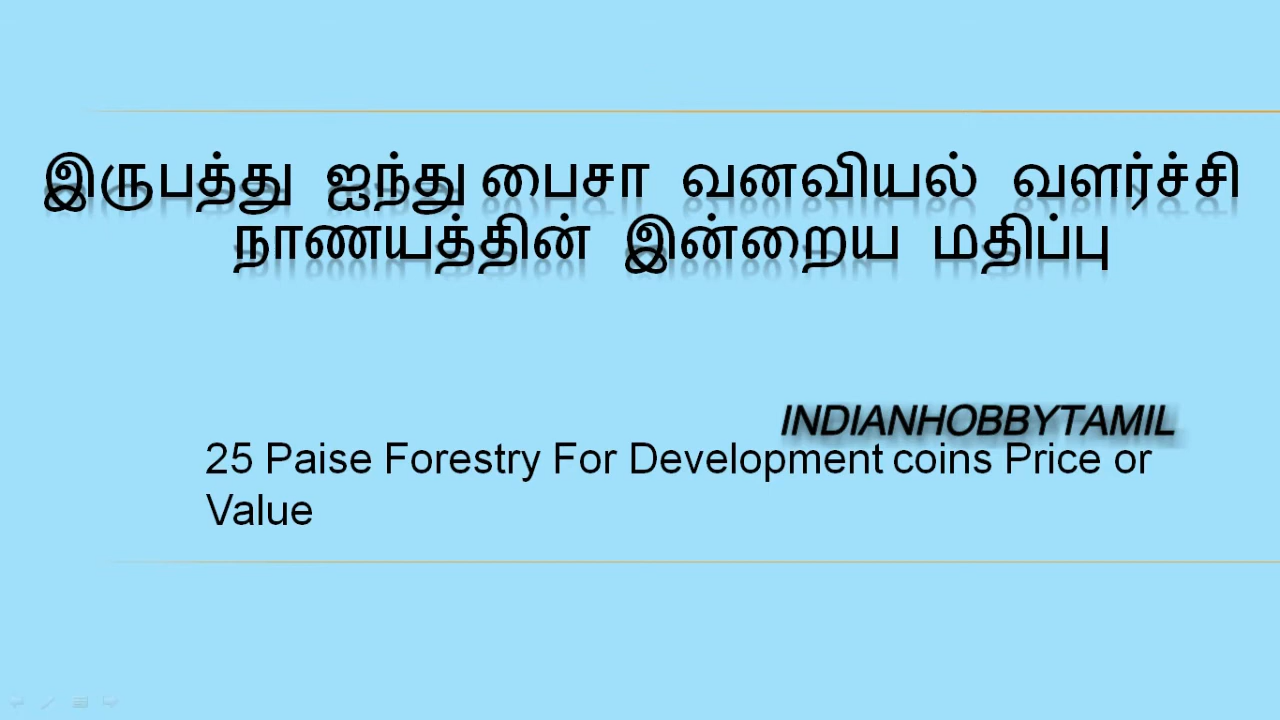 இருபத்து ஐந்து பைசா வனவியல் வளர்ச்சி
நாணயத்தின் இன்றைய மதிப்பு
INDIANHOBBYTAMIL
25 Paise Forestry For Development coins Price or
Value